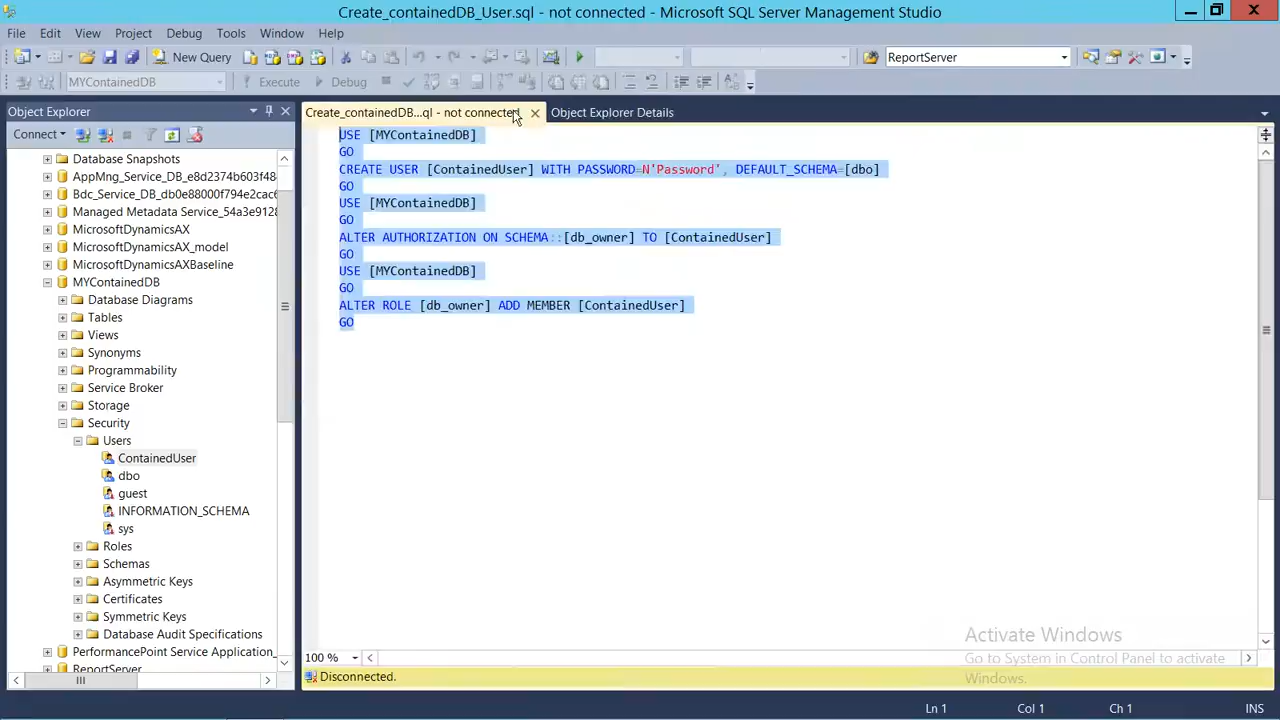 Create_containedDB_User.sql - not connected - Microsoft SQL Server Management Studio
File Edit View Project Debug Tools Window Help
New Query ReportServer
MYContainedDB Execute Debug
Object Explorer
Create_containedDB...ql - not connected Object Explorer Details
Connect
Database Snapshots
AppMng_Service_DB_e8d2374b603f48
Bdc_Service_DB_db0e88000f794e2cac6
Managed Metadata Service_54a3e9128
MicrosoftDynamicsAX
MicrosoftDynamicsAX_model
MicrosoftDynamicsAXBaseline
MYContainedDB
Database Diagrams
Tables
Views
Synonyms
Programmability
Service Broker
Storage
Security
Users
ContainedUser
dbo
guest
INFORMATION_SCHEMA
sys
Roles
Schemas
Asymmetric Keys
Certificates
Symmetric Keys
Database Audit Specifications
PerformancePoint Service Application_
ReportServer
USE [MYContainedDB]
GO
CREATE USER [ContainedUser] WITH PASSWORD=N'Password', DEFAULT_SCHEMA=[dbo]
GO
USE [MYContainedDB]
GO
ALTER AUTHORIZATION ON SCHEMA::[db_owner] TO [ContainedUser]
GO
USE [MYContainedDB]
GO
ALTER ROLE [db_owner] ADD MEMBER [ContainedUser]
GO
Activate Windows
Go to System in Control Panel to activate
Windows.
100 %
Disconnected.
Ln 1 Col 1 Ch 1 INS